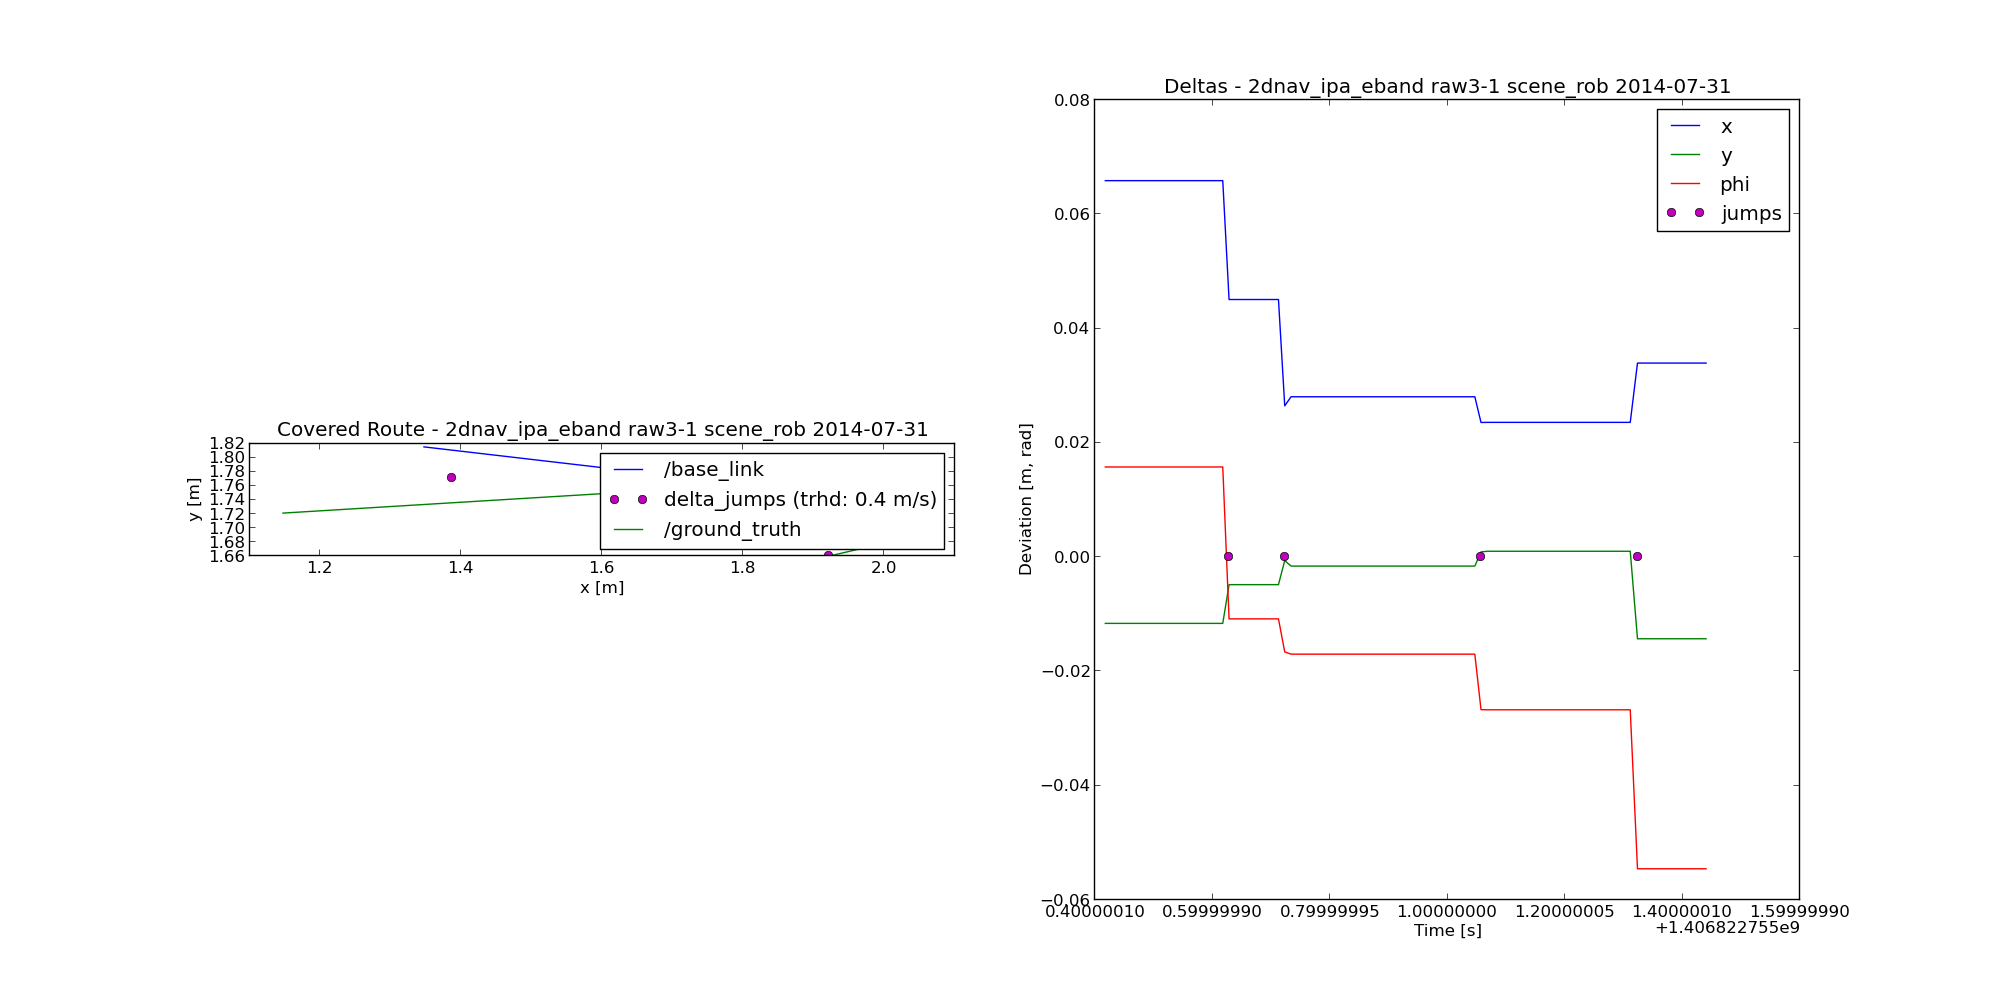 Covered Route - 2dnav_ipa_eband raw3-1 scene_rob 2014-07-31
1.82
1.80
1.78
1.76
1.74
1.72
1.70
1.68
1.66
y [m]
/base_link
delta_jumps (trhd: 0.4 m/s)
/ground_truth
1.2 1.4 1.6 1.8 2.0
x [m]
Deltas - 2dnav_ipa_eband raw3-1 scene_rob 2014-07-31
0.08
0.06
0.04
0.02
0.00
−0.02
−0.04
−0.06
Deviation [m, rad]
x
y
phi
jumps
0.40000010 0.59999990 0.79999995 1.00000000 1.20000005 1.40000010 1.59999990
+1.406822755e9
Time [s]